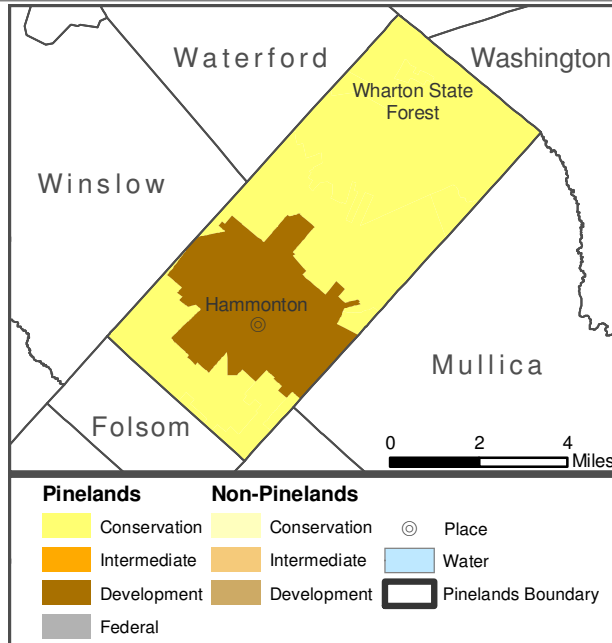 Waterford
Washington
Wharton State
Forest
Winslow
Hammonton
Mullica
Folsom
0 2 4
Miles
Pinelands Non-Pinelands
Conservation Conservation Place
Intermediate Intermediate Water
Development Development Pinelands Boundary
Federal